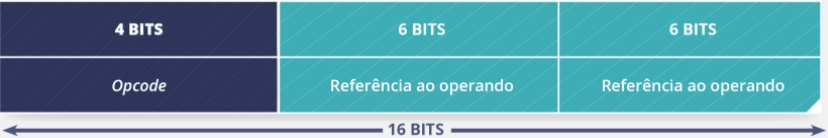 4 BITS 6 BITS 6 BITS
Opcode Referência ao operando Referência ao operando
16 BITS